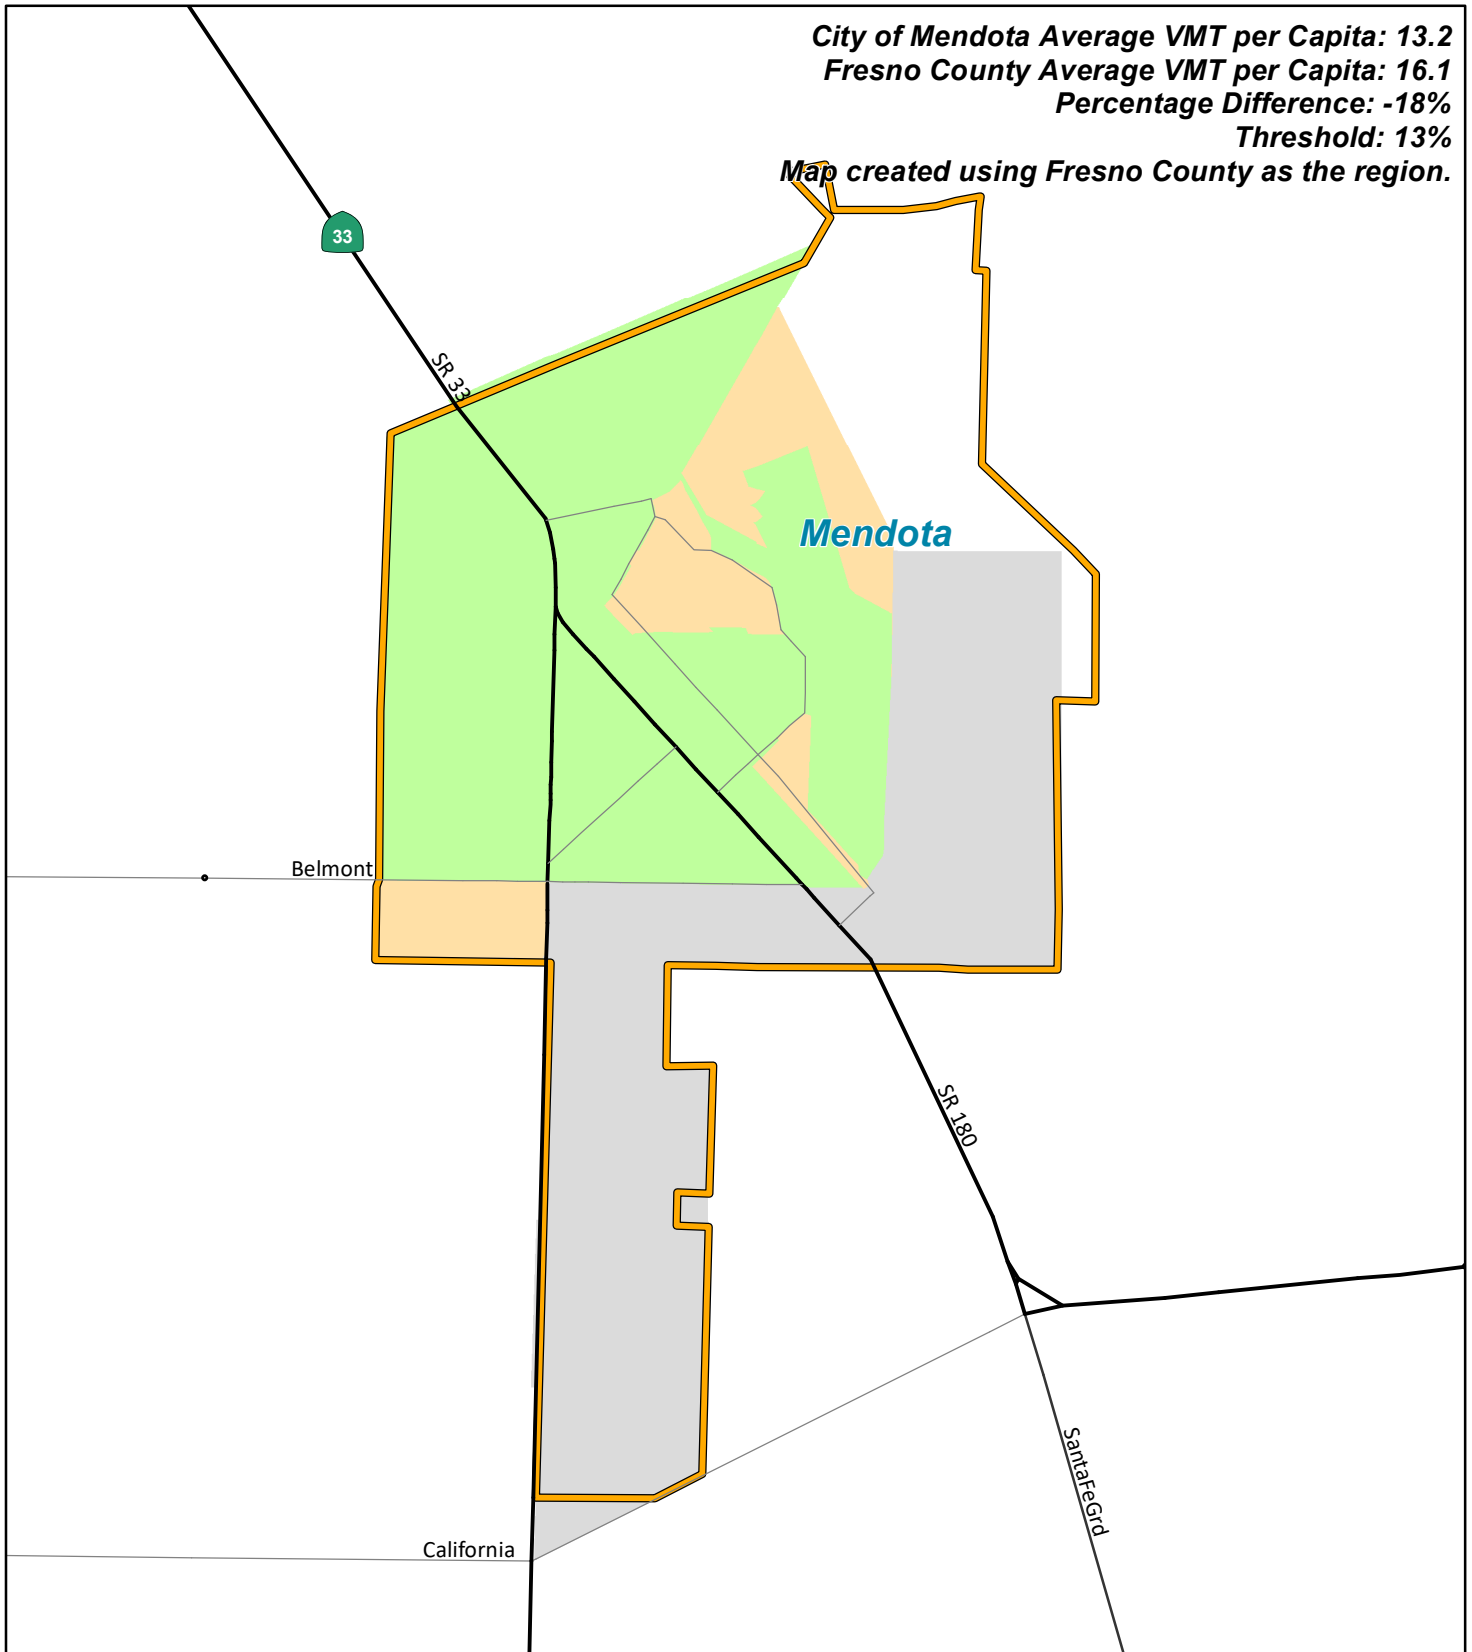 City of Mendota Average VMT per Capita: 13.2
Fresno County Average VMT per Capita: 16.1
Percentage Difference: -18%
Threshold: 13%
Map created using Fresno County as the region.
33
SR 33
Mendota
Belmont
SR 180
SantaFeGrd
California